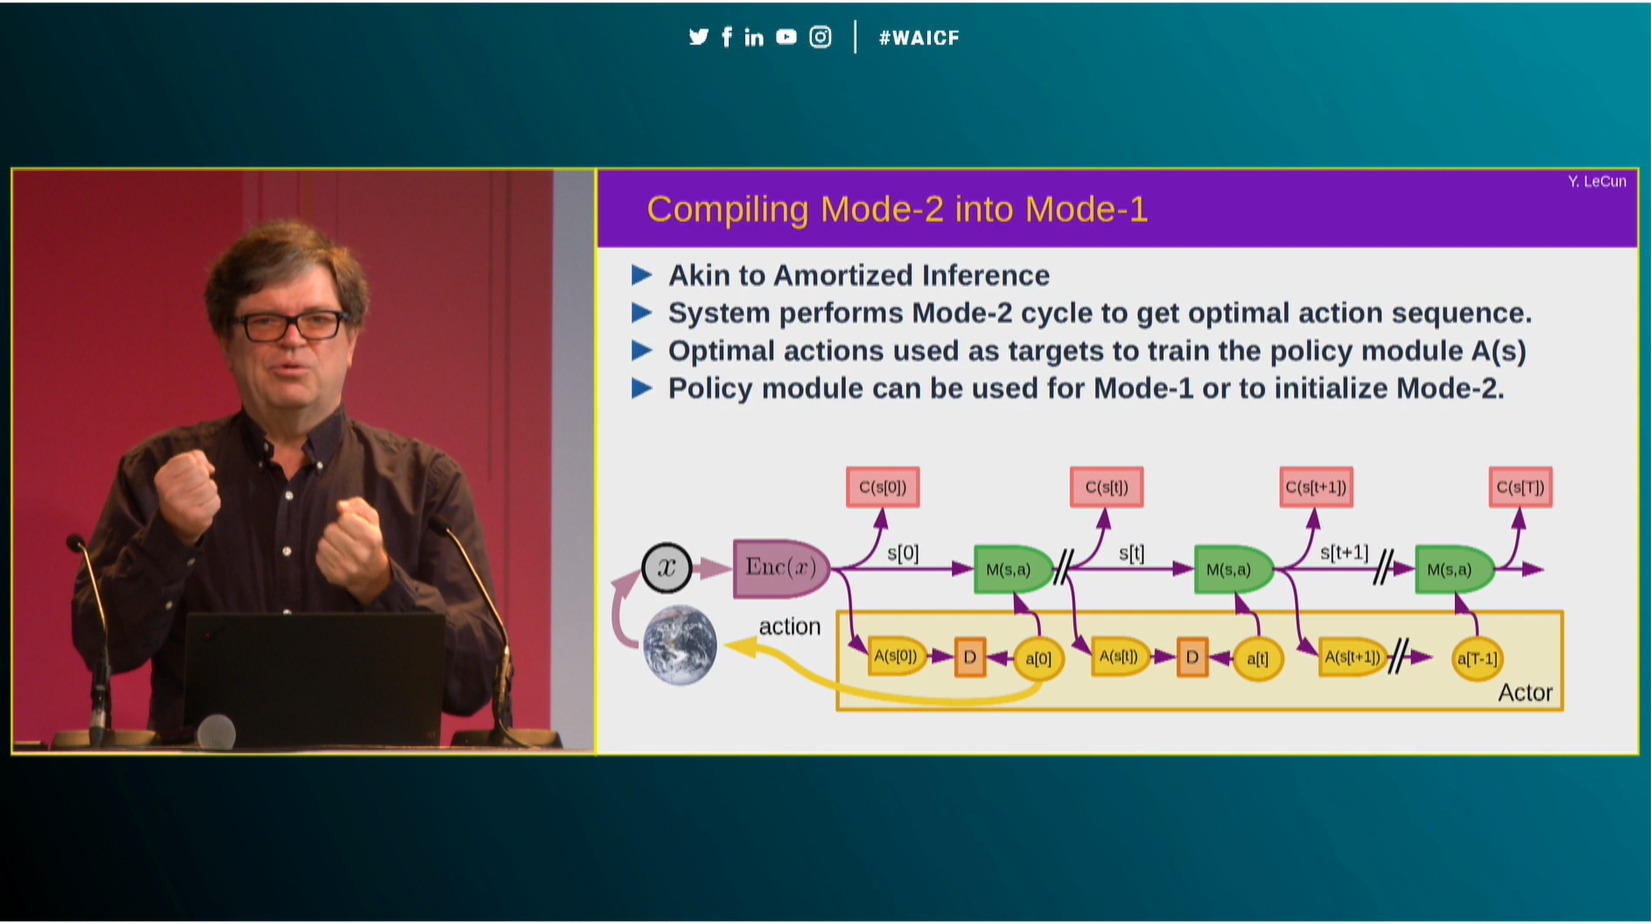 #WAICF
Y. LeCun
Compiling Mode-2 into Mode-1
Akin to Amortized Inference
System performs Mode-2 cycle to get optimal action sequence.
Optimal actions used as targets to train the policy module A(s)
Policy module can be used for Mode-1 or to initialize Mode-2.
C(s[0]) C(s[t]) C(s[t+1]) C(s[T])
s[0] s[t] s[t+1]
x Enc(x) M(s,a) M(s,a) M(s,a)
action
A(s[0]) D a[0] A(s[t]) D a[t] A(s[t+1]) a[T-1]
Actor